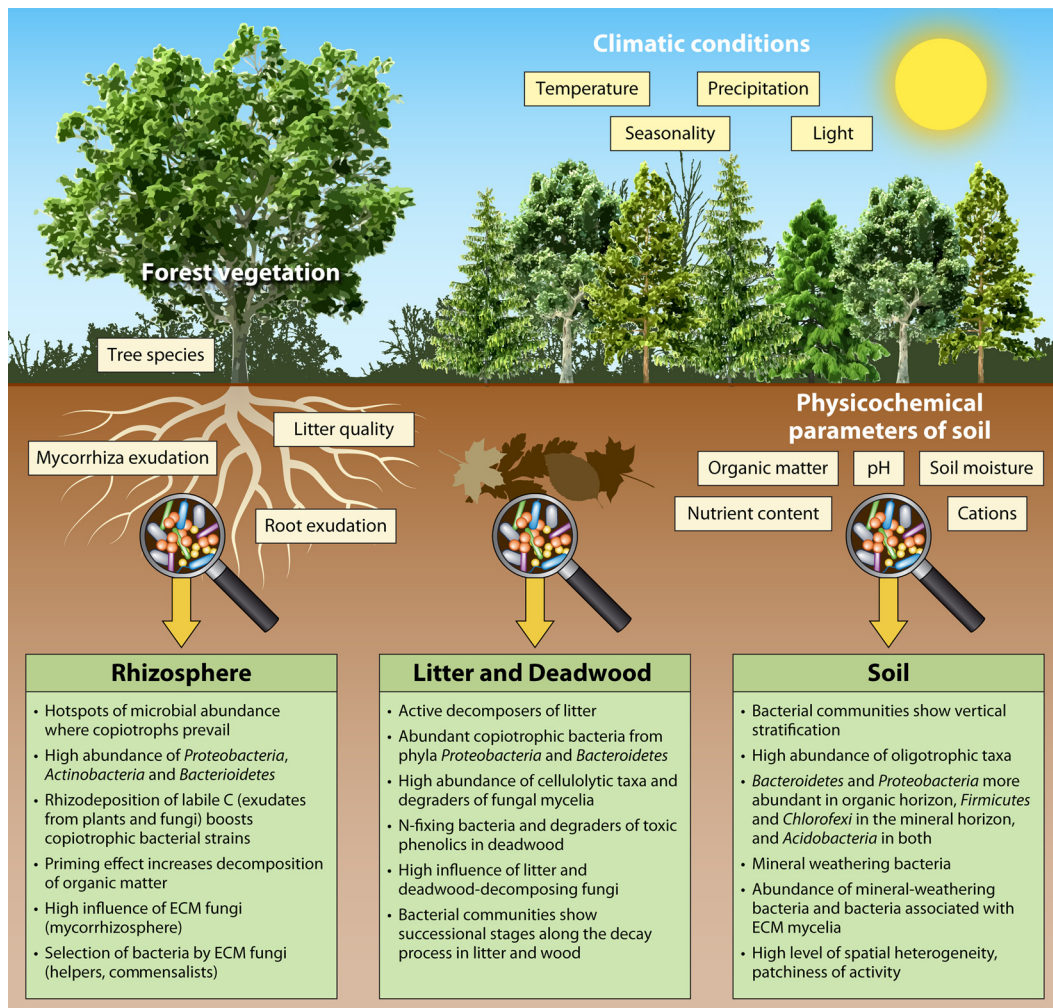 Climatic conditions
Temperature
Precipitation
Seasonality
Light
Forest vegetation
Tree species
Litter quality
Mycorrhiza exudation
Root exudation
Physicochemical
parameters of soil
Organic matter
pH
Soil moisture
Nutrient content
Cations
Rhizosphere
• Hotspots of microbial abundance
where copiotrophs prevail
• High abundance of Proteobacteria,
Actinobacteria and Bacterioidetes
• Rhizodeposition of labile C (exudates
from plants and fungi) boosts
copiotrophic bacterial strains
• Priming effect increases decomposition
of organic matter
• High influence of ECM fungi
(mycorrhizosphere)
• Selection of bacteria by ECM fungi
(helpers, commensalists)
Litter and Deadwood
• Active decomposers of litter
• Abundant copiotrophic bacteria from
phyla Proteobacteria and Bacteroidetes
• High abundance of cellulolytic taxa and
degraders of fungal mycelia
• N-fixing bacteria and degraders of toxic
phenolics in deadwood
• High influence of litter and
deadwood-decomposing fungi
• Bacterial communities show
successional stages along the decay
process in litter and wood
Soil
• Bacterial communities show vertical
stratification
• High abundance of oligotrophic taxa
• Bacteroidetes and Proteobacteria more
abundant in organic horizon, Firmicutes
and Chlorofexi in the mineral horizon,
and Acidobacteria in both
• Mineral weathering bacteria
• Abundance of mineral-weathering
bacteria and bacteria associated with
ECM mycelia
• High level of spatial heterogeneity,
patchiness of activity